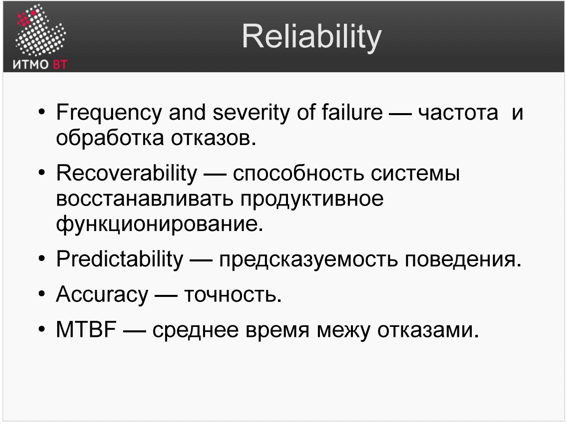 ИТМО ВТ
Reliability
• Frequency and severity of failure — частота и
обработка отказов.
• Recoverability — способность системы
восстанавливать продуктивное
функционирование.
• Predictability — предсказуемость поведения.
• Accuracy — точность.
• MTBF — среднее время межу отказами.